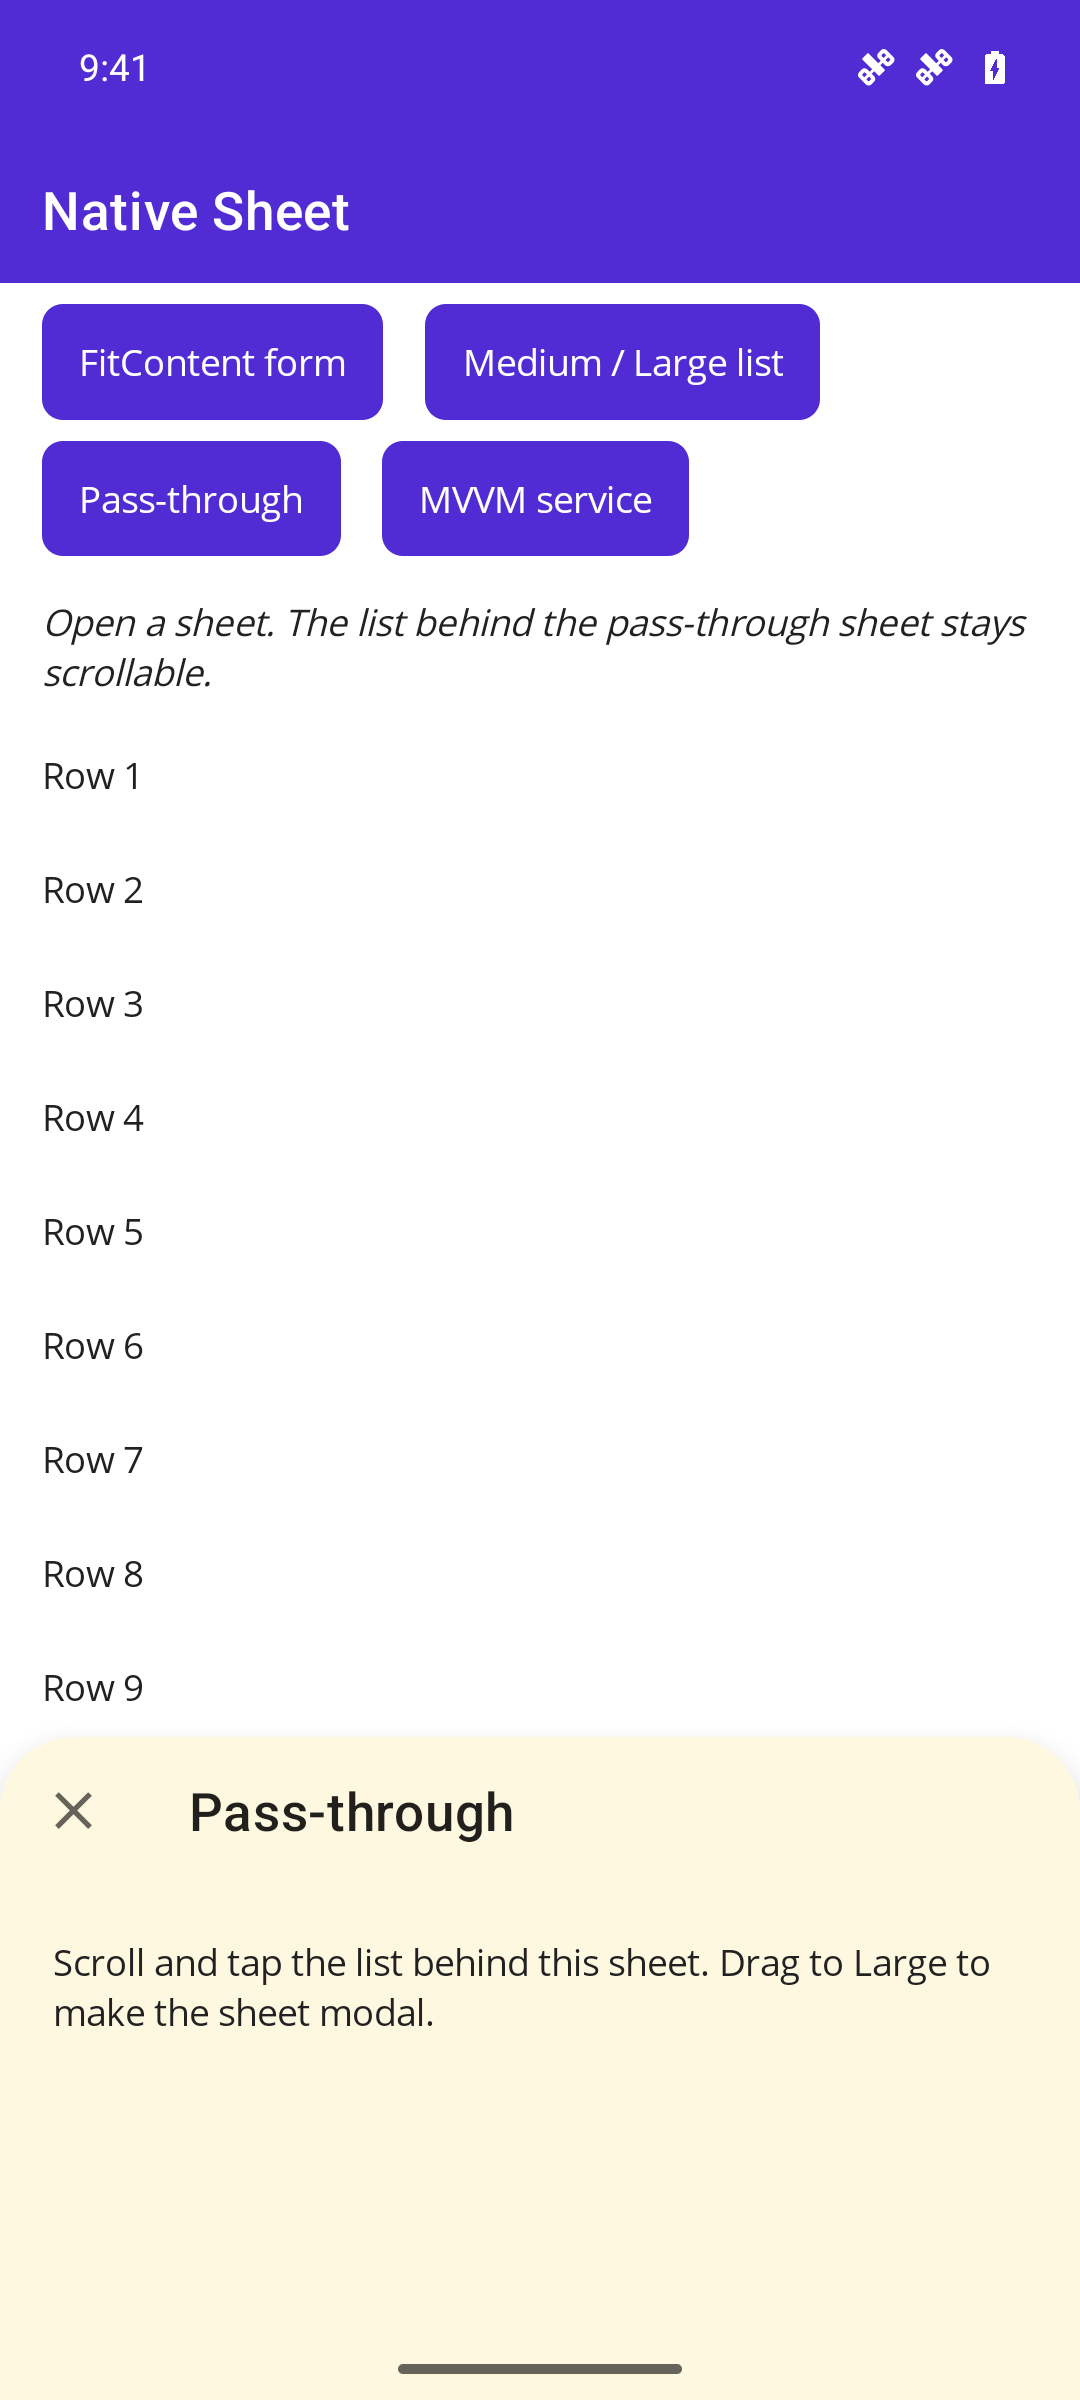 9:41
Native Sheet
FitContent form
Medium / Large list
Pass-through
MVVM service
Open a sheet. The list behind the pass-through sheet stays
scrollable.
Row 1
Row 2
Row 3
Row 4
Row 5
Row 6
Row 7
Row 8
Row 9
Pass-through
Scroll and tap the list behind this sheet. Drag to Large to
make the sheet modal.